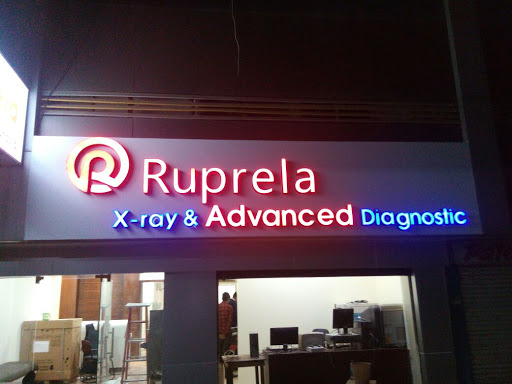 Ruprela
X-ray & Advanced Diagnostic